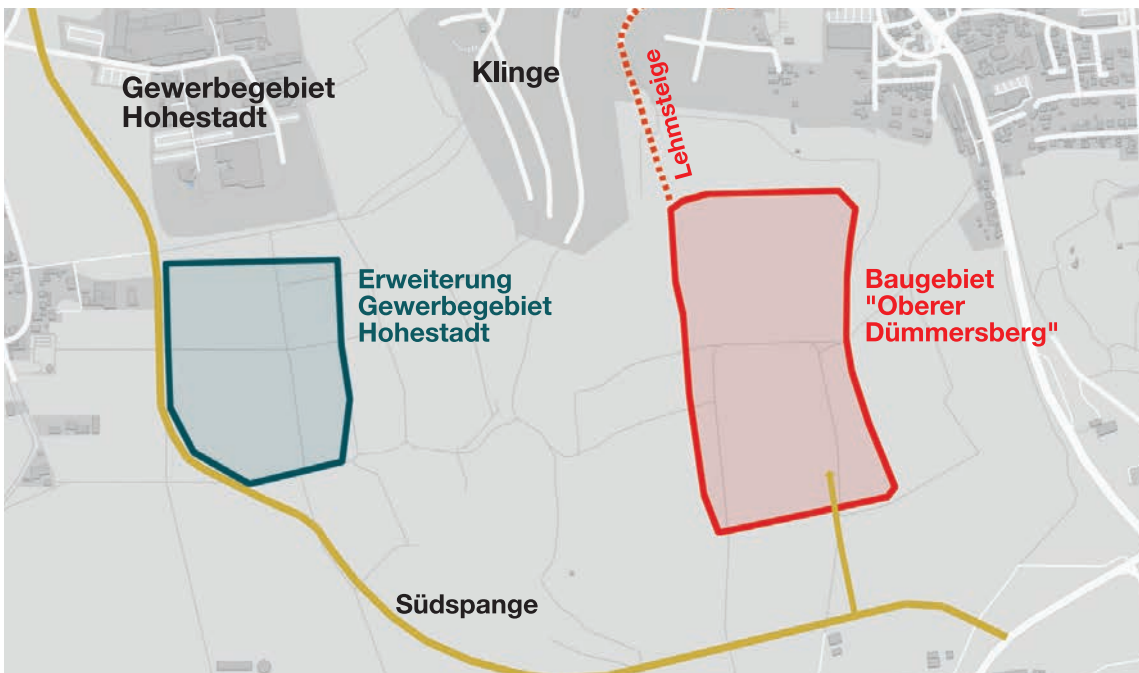 Gewerbegebiet
Hohestadt
Klinge
Lehmsteige
Erweiterung
Gewerbegebiet
Hohestadt
Baugebiet
"Oberer
Dümmersberg"
Südspange